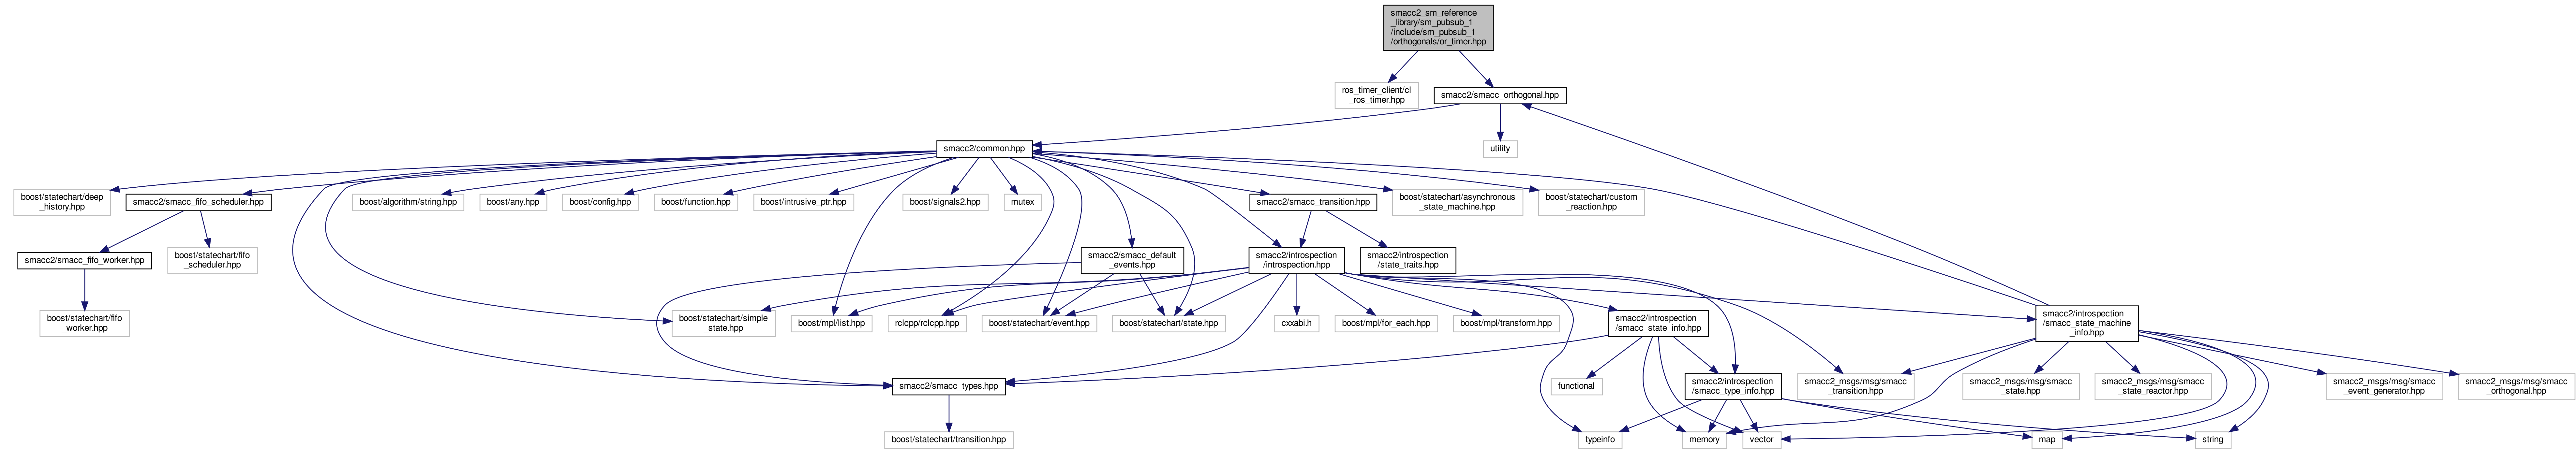 smacc2_sm_reference
_library/sm_pubsub_1
/include/sm_pubsub_1
/orthogonals/or_timer.hpp
ros_timer_client/cl
_ros_timer.hpp
smacc2/smacc_orthogonal.hpp
smacc2/common.hpp
utility
boost/statechart/deep
_history.hpp
smacc2/smacc_fifo_scheduler.hpp
boost/algorithm/string.hpp
boost/any.hpp
boost/config.hpp
boost/function.hpp
boost/intrusive_ptr.hpp
boost/signals2.hpp
mutex
smacc2/smacc_transition.hpp
boost/statechart/asynchronous
_state_machine.hpp
boost/statechart/custom
_reaction.hpp
smacc2/smacc_fifo_worker.hpp
boost/statechart/fifo
_scheduler.hpp
smacc2/smacc_default
_events.hpp
smacc2/introspection
/introspection.hpp
smacc2/introspection
/state_traits.hpp
boost/statechart/fifo
_worker.hpp
boost/statechart/simple
_state.hpp
boost/mpl/list.hpp
rclcpp/rclcpp.hpp
boost/statechart/event.hpp
boost/statechart/state.hpp
cxxabi.h
boost/mpl/for_each.hpp
boost/mpl/transform.hpp
smacc2/introspection
/smacc_state_info.hpp
smacc2/introspection
/smacc_state_machine
_info.hpp
smacc2/smacc_types.hpp
functional
smacc2/introspection
/smacc_type_info.hpp
smacc2_msgs/msg/smacc
_transition.hpp
smacc2_msgs/msg/smacc
_state.hpp
smacc2_msgs/msg/smacc
_state_reactor.hpp
smacc2_msgs/msg/smacc
_event_generator.hpp
smacc2_msgs/msg/smacc
_orthogonal.hpp
boost/statechart/transition.hpp
typeinfo
memory
vector
map
string